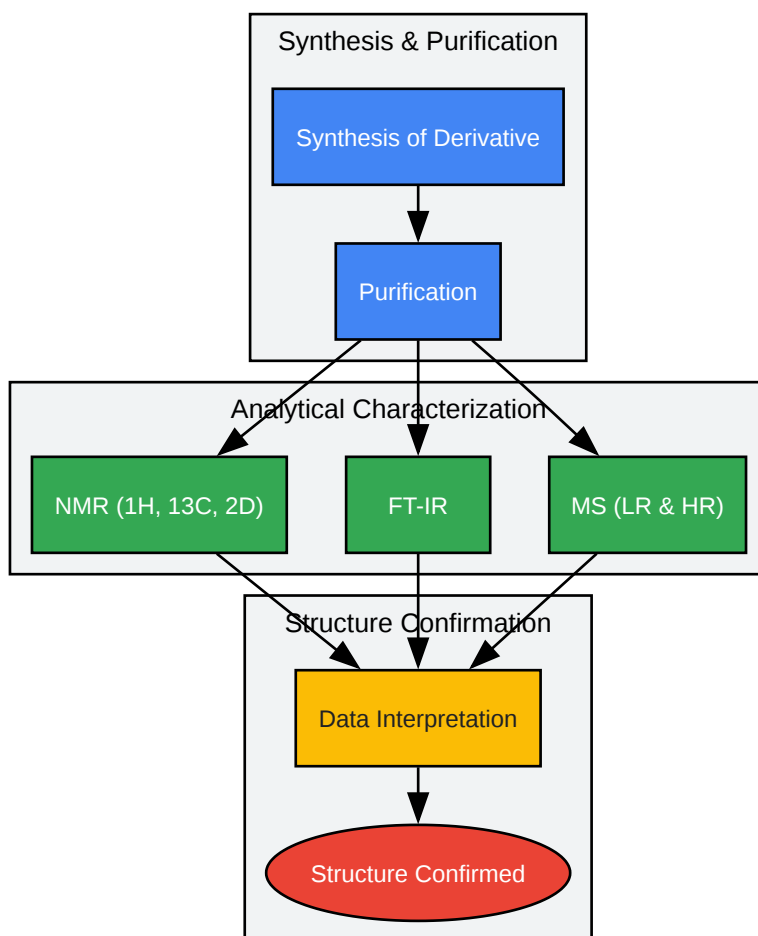 Synthesis & Purification
Synthesis of Derivative
Purification
Analytical Characterization
NMR (1H, 13C, 2D)
FT-IR
MS (LR & HR)
Structure Confirmation
Data Interpretation
Structure Confirmed